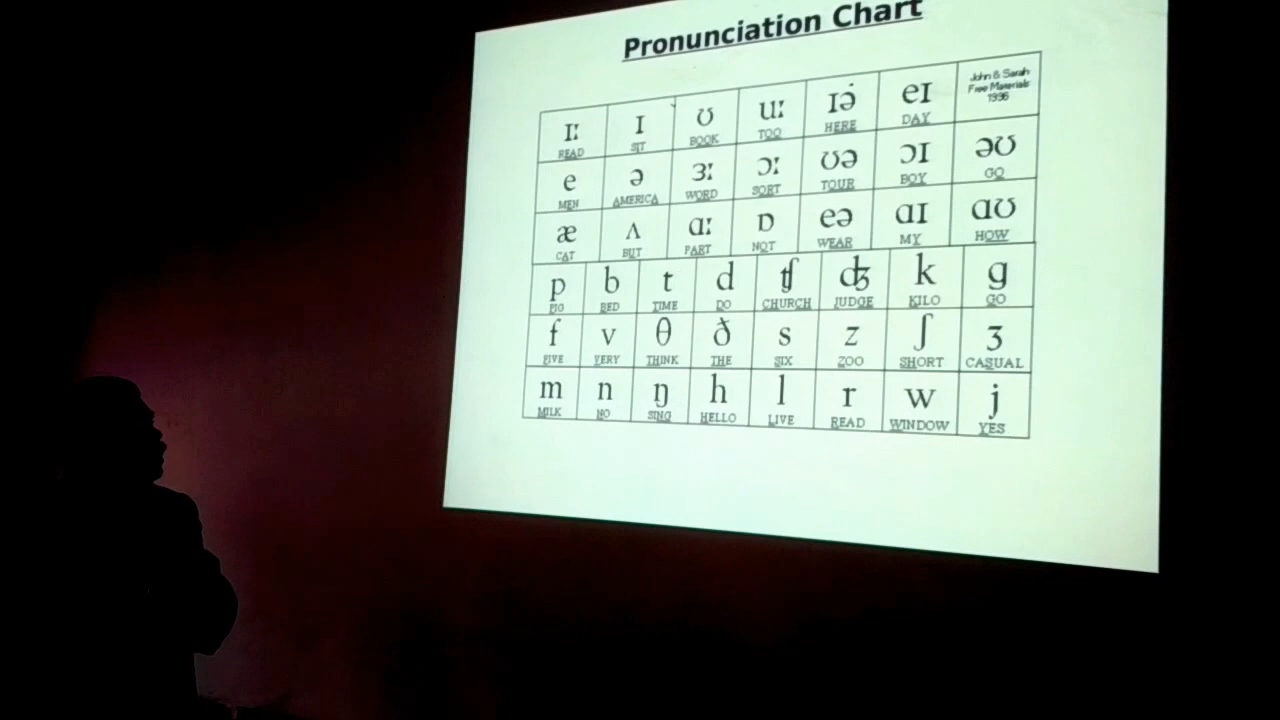 Pronunciation Chart
ɪː ɪ ʊ uː ɪə eɪ John & Sarah
Free Materials
1996
READ SIT BOOK TOO HERE DAY
e ə ɜː ɔː ʊə ɔɪ əʊ
MEN AMERICA WORD SORT TOUR BOY GO
æ ʌ ɑː ɒ eə ɑɪ ɑʊ
CAT BUT PART NOT WEAR MY HOW
p b t d ʧ ʤ k g
PIG BED TIME DO CHURCH JUDGE KILO GO
f v θ ð s z ʃ ʒ
FIVE VERY THINK THE SIX ZOO SHORT CASUAL
m n ŋ h l r w j
MILK NO SING HELLO LIVE READ WINDOW YES